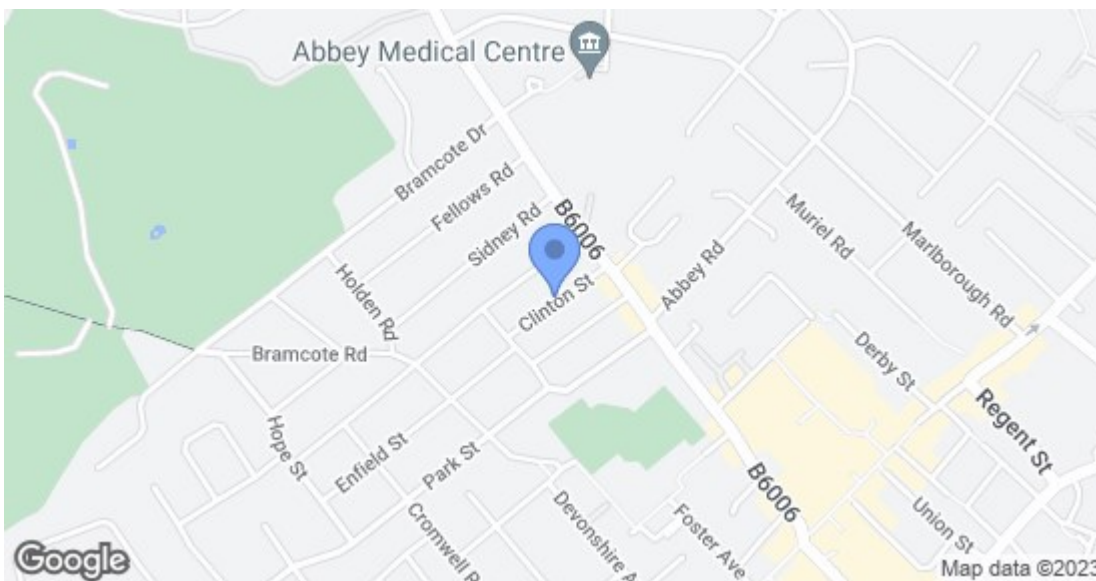 Abbey Medical Centre
Bramcote Dr
Fellows Rd
Sidney Rd
B6006
Muriel Rd
Marlborough Rd
Abbey Rd
Holden Rd
Clinton St
Bramcote Rd
Derby St
Regent St
Hope St
Enfield St
Park St
B6006
Cromwell R
Devonshire A
Foster Ave
Union St
Google
Map data ©2023